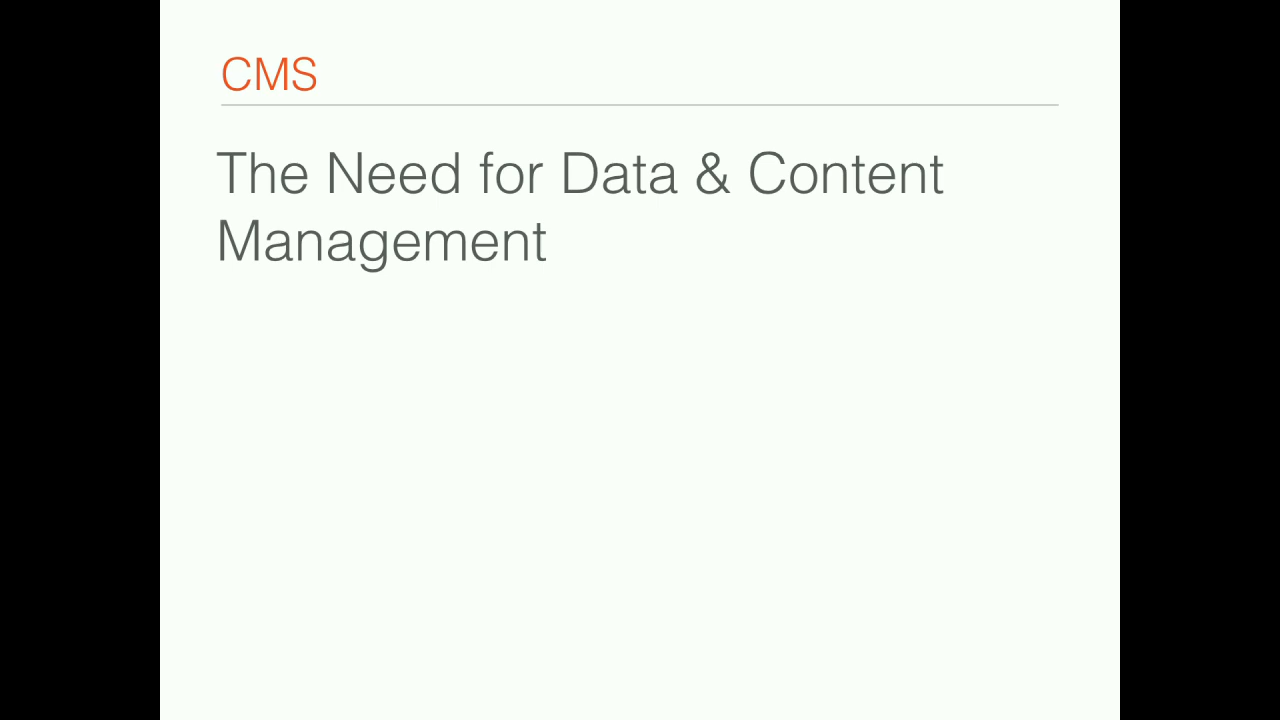 CMS
The Need for Data & Content
Management